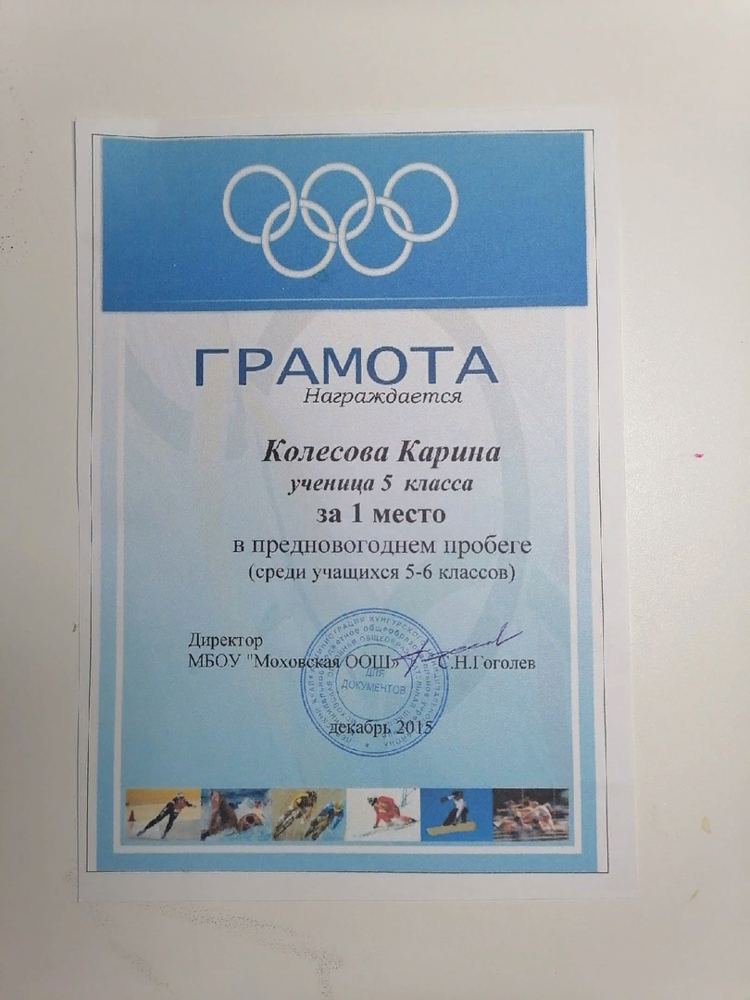 ГРАМОТА
Награждается
Колесова Карина
ученица 5 класса
за 1 место
в предновогоднем пробеге
(среди учащихся 5-6 классов)
Директор
МБОУ "Моховская ООШ» С.Н.Гоголев
ДЛЯ
ДОКУМЕНТОВ
декабрь 2015